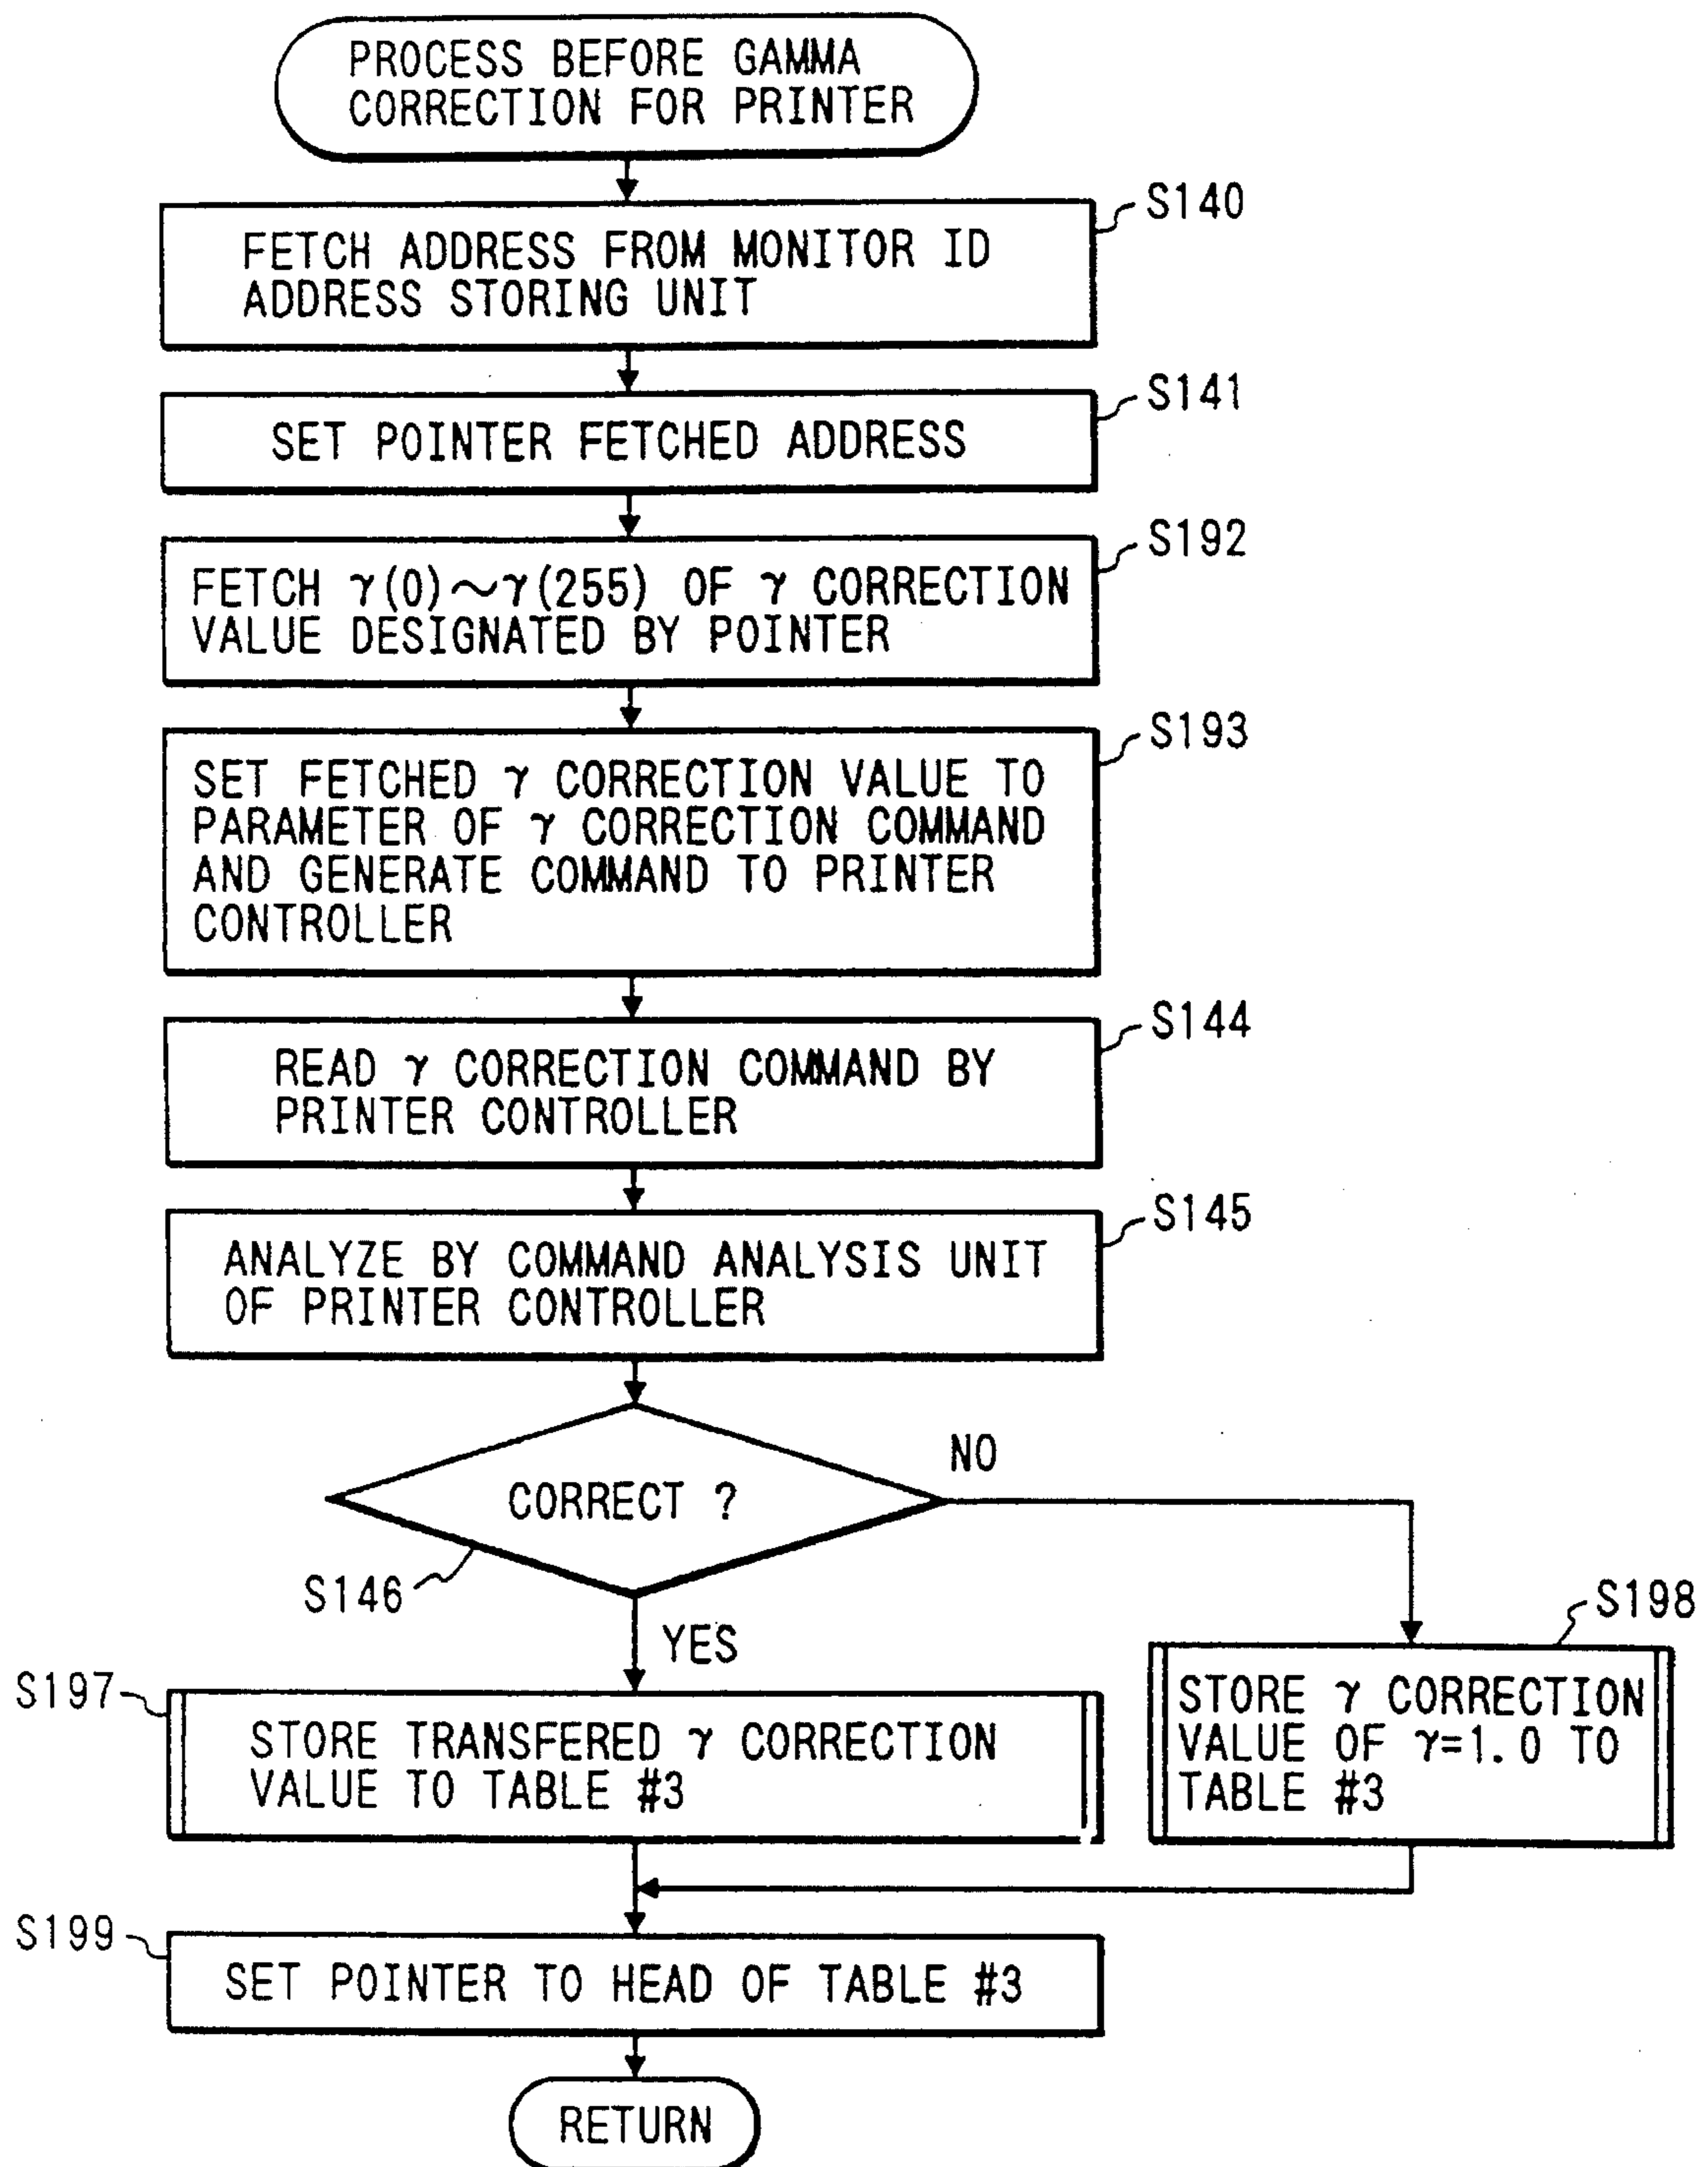 PROCESS BEFORE GAMMA
CORRECTION FOR PRINTER
S140
FETCH ADDRESS FROM MONITOR ID
ADDRESS STORING UNIT
S141
SET POINTER FETCHED ADDRESS
S192
FETCH γ(0)~γ(255) OF γ CORRECTION
VALUE DESIGNATED BY POINTER
S193
SET FETCHED γ CORRECTION VALUE TO
PARAMETER OF γ CORRECTION COMMAND
AND GENERATE COMMAND TO PRINTER
CONTROLLER
S144
READ γ CORRECTION COMMAND BY
PRINTER CONTROLLER
S145
ANALYZE BY COMMAND ANALYSIS UNIT
OF PRINTER CONTROLLER
CORRECT ?
NO
S146
YES
S197
STORE TRANSFERED γ CORRECTION
VALUE TO TABLE #3
S198
STORE γ CORRECTION
VALUE OF γ=1.0 TO
TABLE #3
S199
SET POINTER TO HEAD OF TABLE #3
RETURN